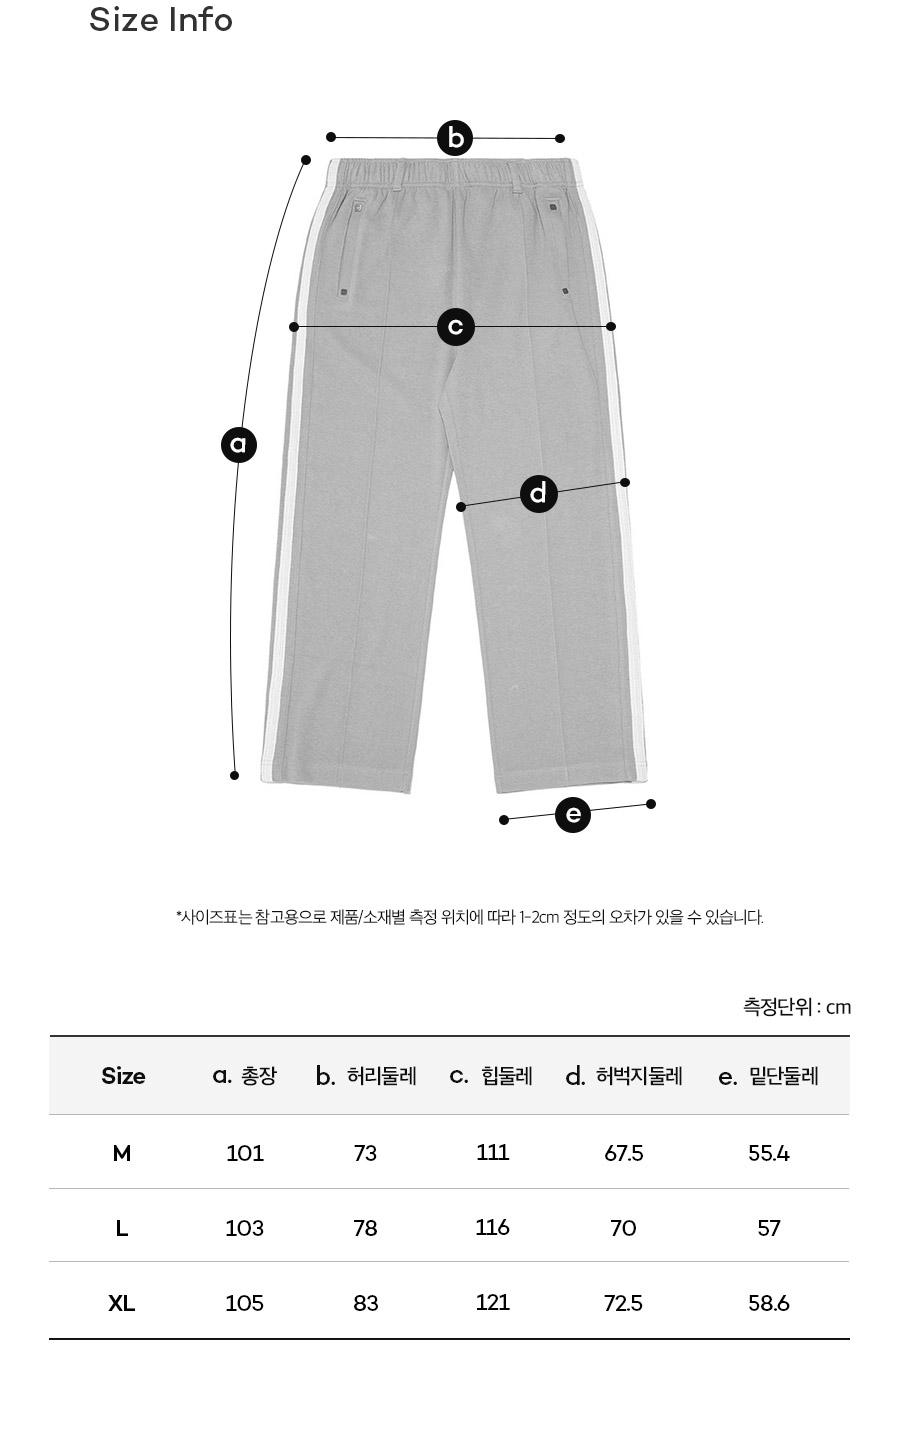 Size Info
b
c
a
d
e
*사이즈표는 참고용으로 제품/소재별 측정 위치에 따라 1-2cm 정도의 오차가 있을 수 있습니다.
측정단위 : cm
Size a. 총장 b. 허리둘레 c. 힙둘레 d. 허벅지둘레 e. 밑단둘레
M 101 73 111 67.5 55.4
L 103 78 116 70 57
XL 105 83 121 72.5 58.6